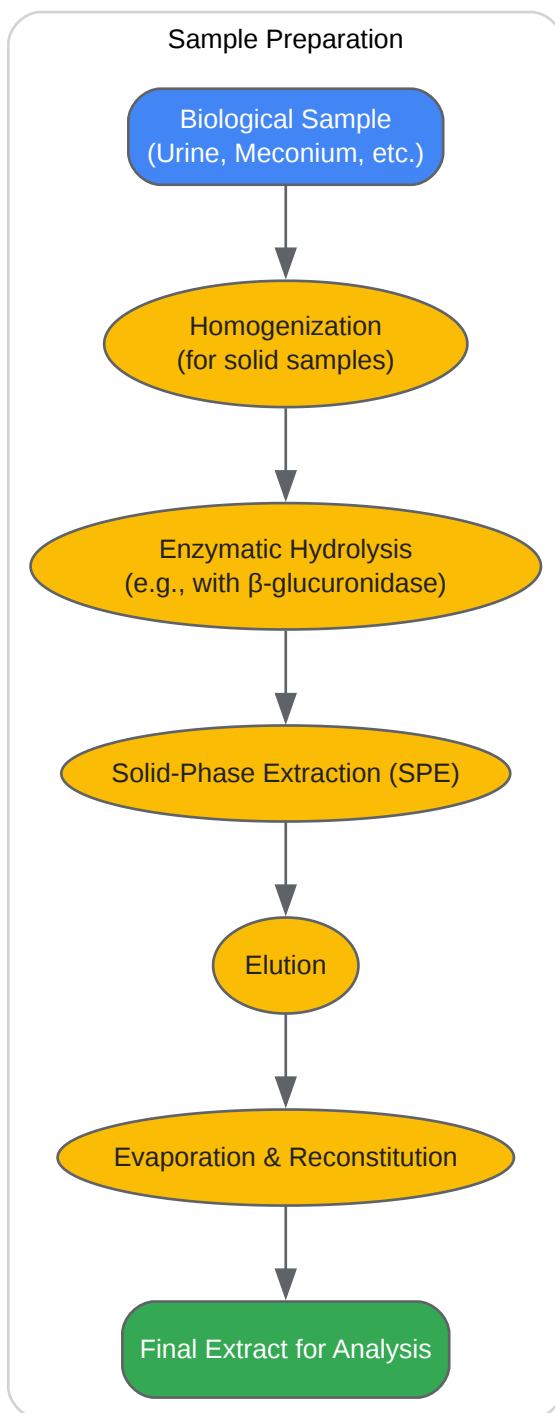 Sample Preparation
Biological Sample
(Urine, Meconium, etc.)
Homogenization
(for solid samples)
Enzymatic Hydrolysis
(e.g., with β-glucuronidase)
Solid-Phase Extraction (SPE)
Elution
Evaporation & Reconstitution
Final Extract for Analysis